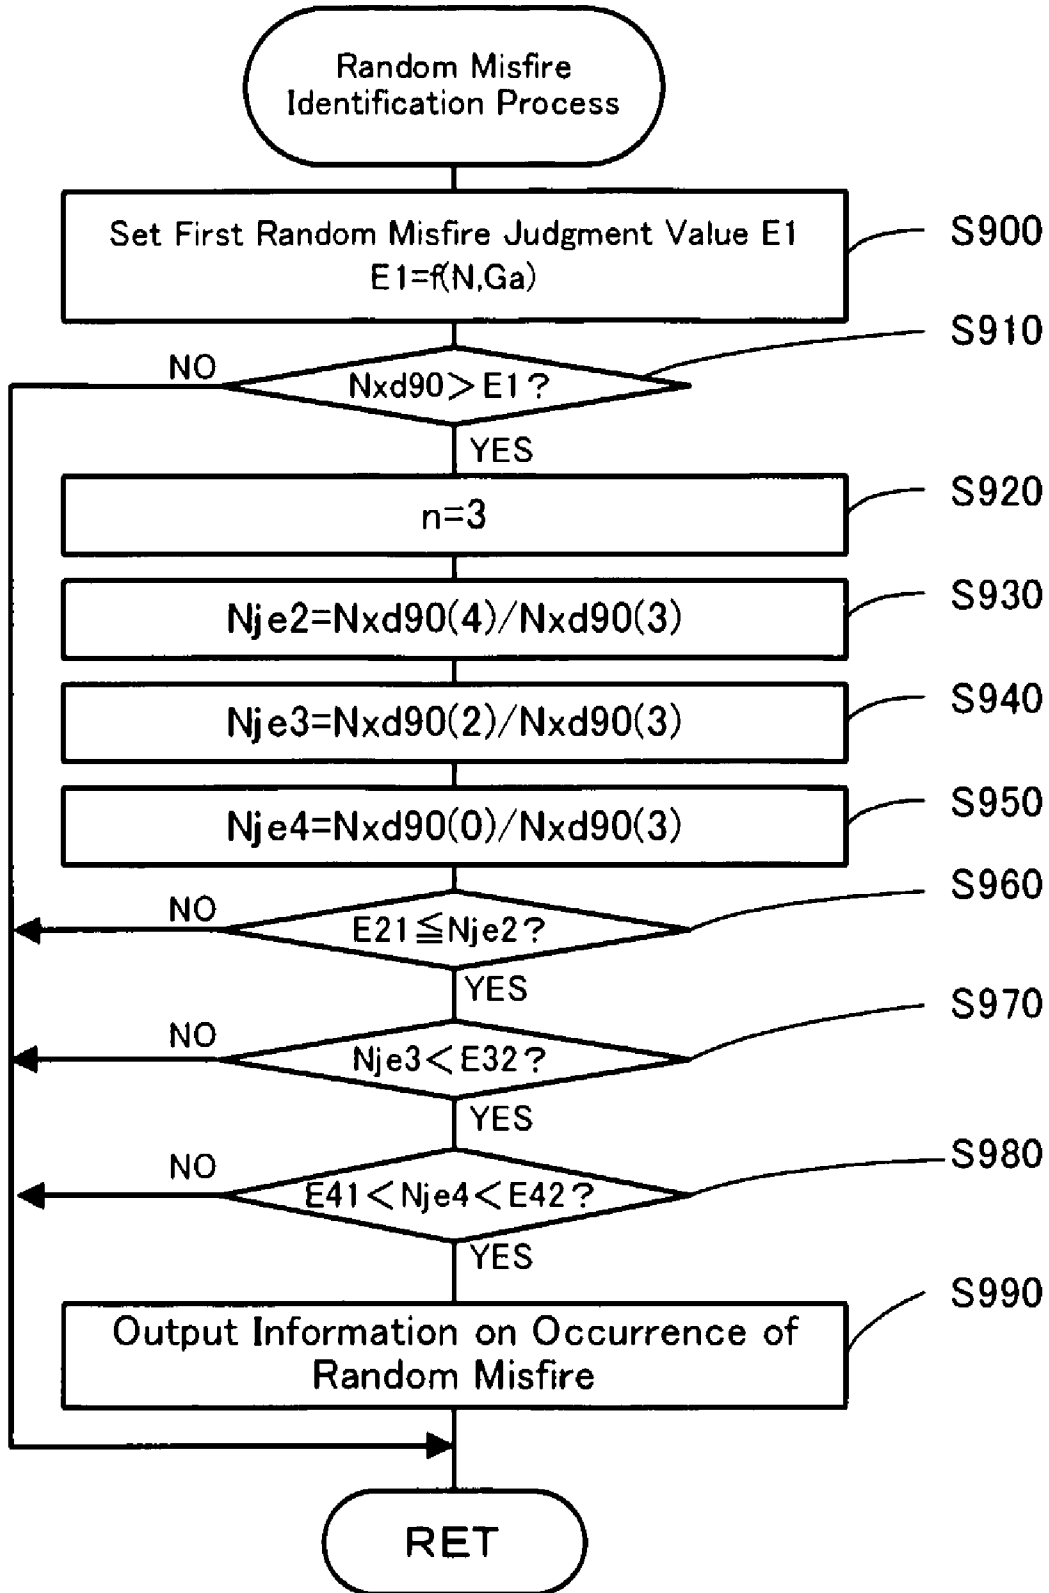 Random Misfire
Identification Process
Set First Random Misfire Judgment Value E1
E1=f(N,Ga)
S900
S910
NO
Nxd90>E1?
YES
S920
n=3
S930
Nje2=Nxd90(4)/Nxd90(3)
S940
Nje3=Nxd90(2)/Nxd90(3)
S950
Nje4=Nxd90(0)/Nxd90(3)
S960
NO
E21≦Nje2?
YES
S970
NO
Nje3<E32?
YES
S980
NO
E41<Nje4<E42?
YES
S990
Output Information on Occurrence of
Random Misfire
RET